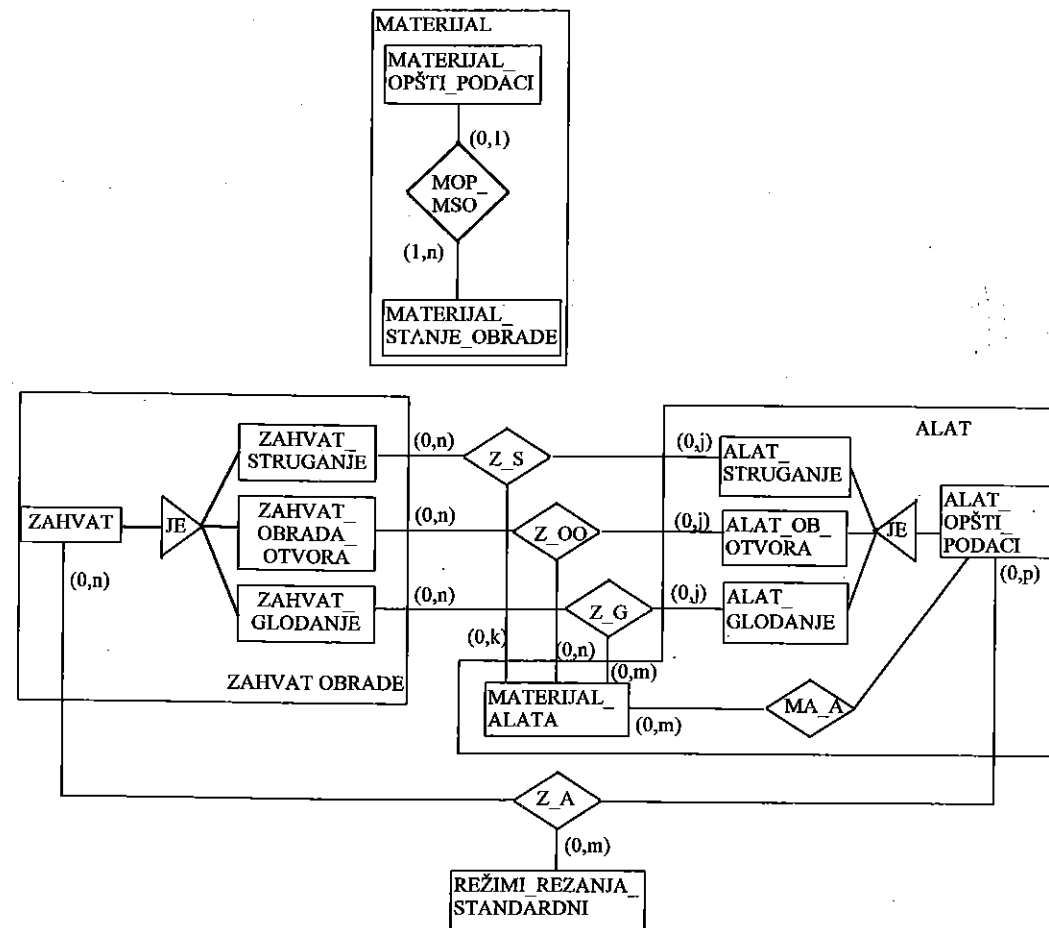 MATERIJAL
MATERIJAL_
OPŠTI_PODACI
(0,1)
MOP_
MSO
(1,n)
MATERIJAL_
STANJE_OBRADE
ZAHVAT_
STRUGANJE
(0,n)
Z_S
(0,j)
ALAT_
STRUGANJE
ALAT
ZAHVAT
JE
ZAHVAT_
OBRADA_
OTVORA
(0,n)
Z_OO
(0,j)
ALAT_OB_
OTVORA
JE
ALAT_
OPŠTI_
PODACI
(0,n)
(0,p)
ZAHVAT_
GLODANJE
(0,n)
Z_G
(0,j)
ALAT_
GLODANJE
(0,k)
(0,n)
(0,m)
ZAHVAT OBRADE
MATERIJAL_
ALATA
(0,m)
MA_A
Z_A
(0,m)
REŽIMI_REZANJA_
STANDARDNI